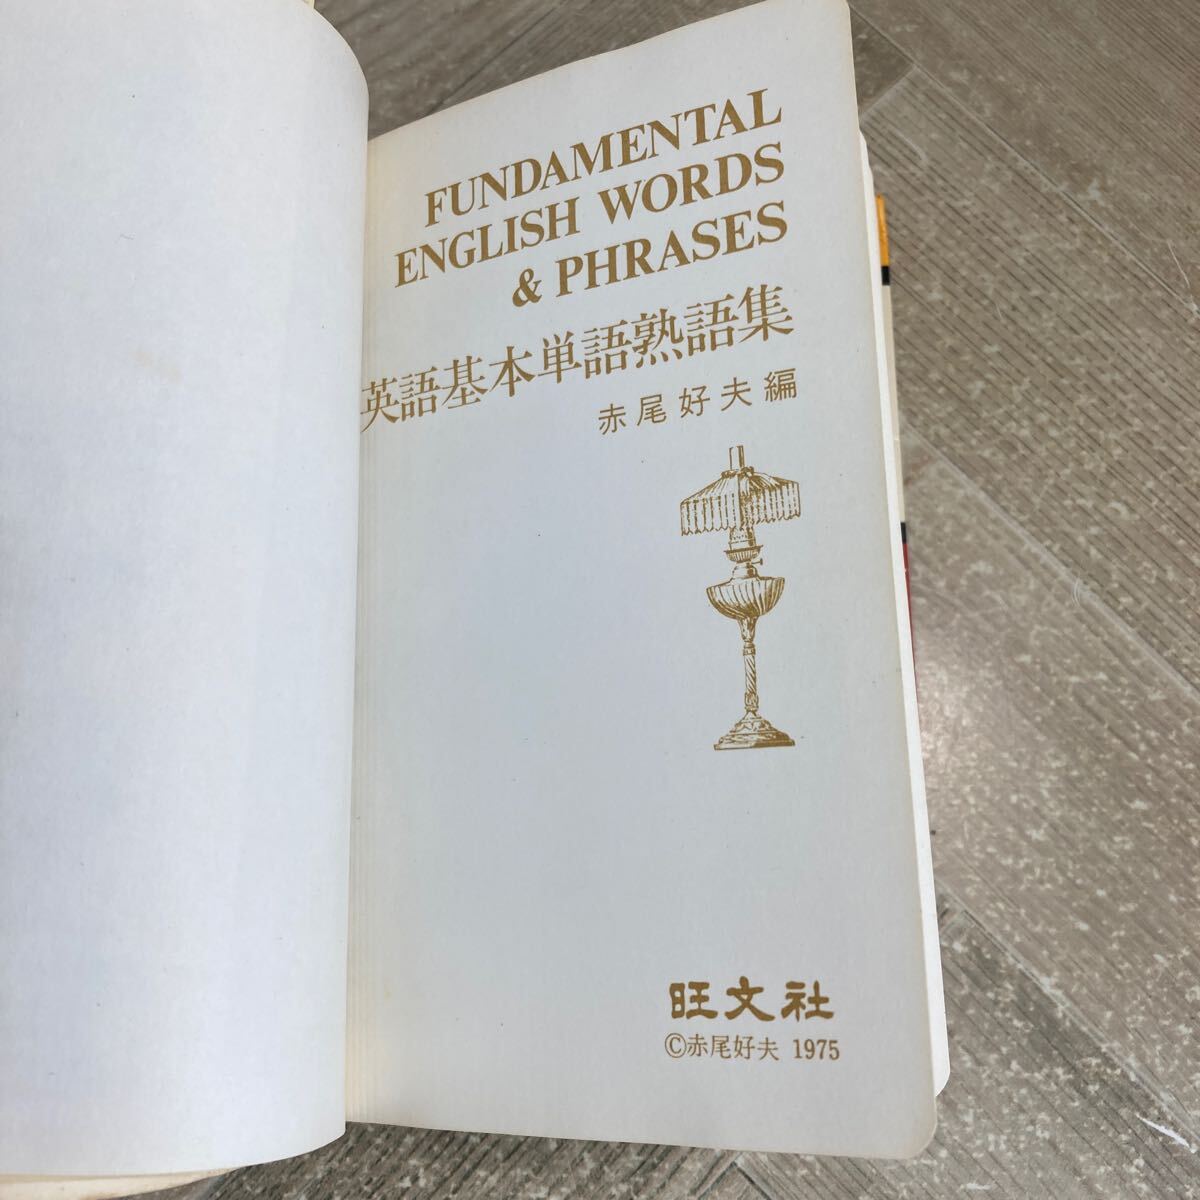 FUNDAMENTAL
ENGLISH WORDS
& PHRASES
英語基本単語熟語集
赤尾好夫編
旺文社
©赤尾好夫 1975